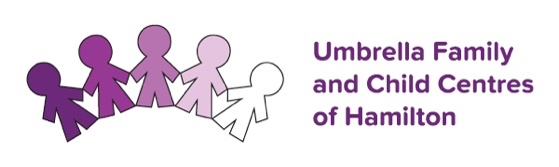 Umbrella Family
and Child Centres
of Hamilton